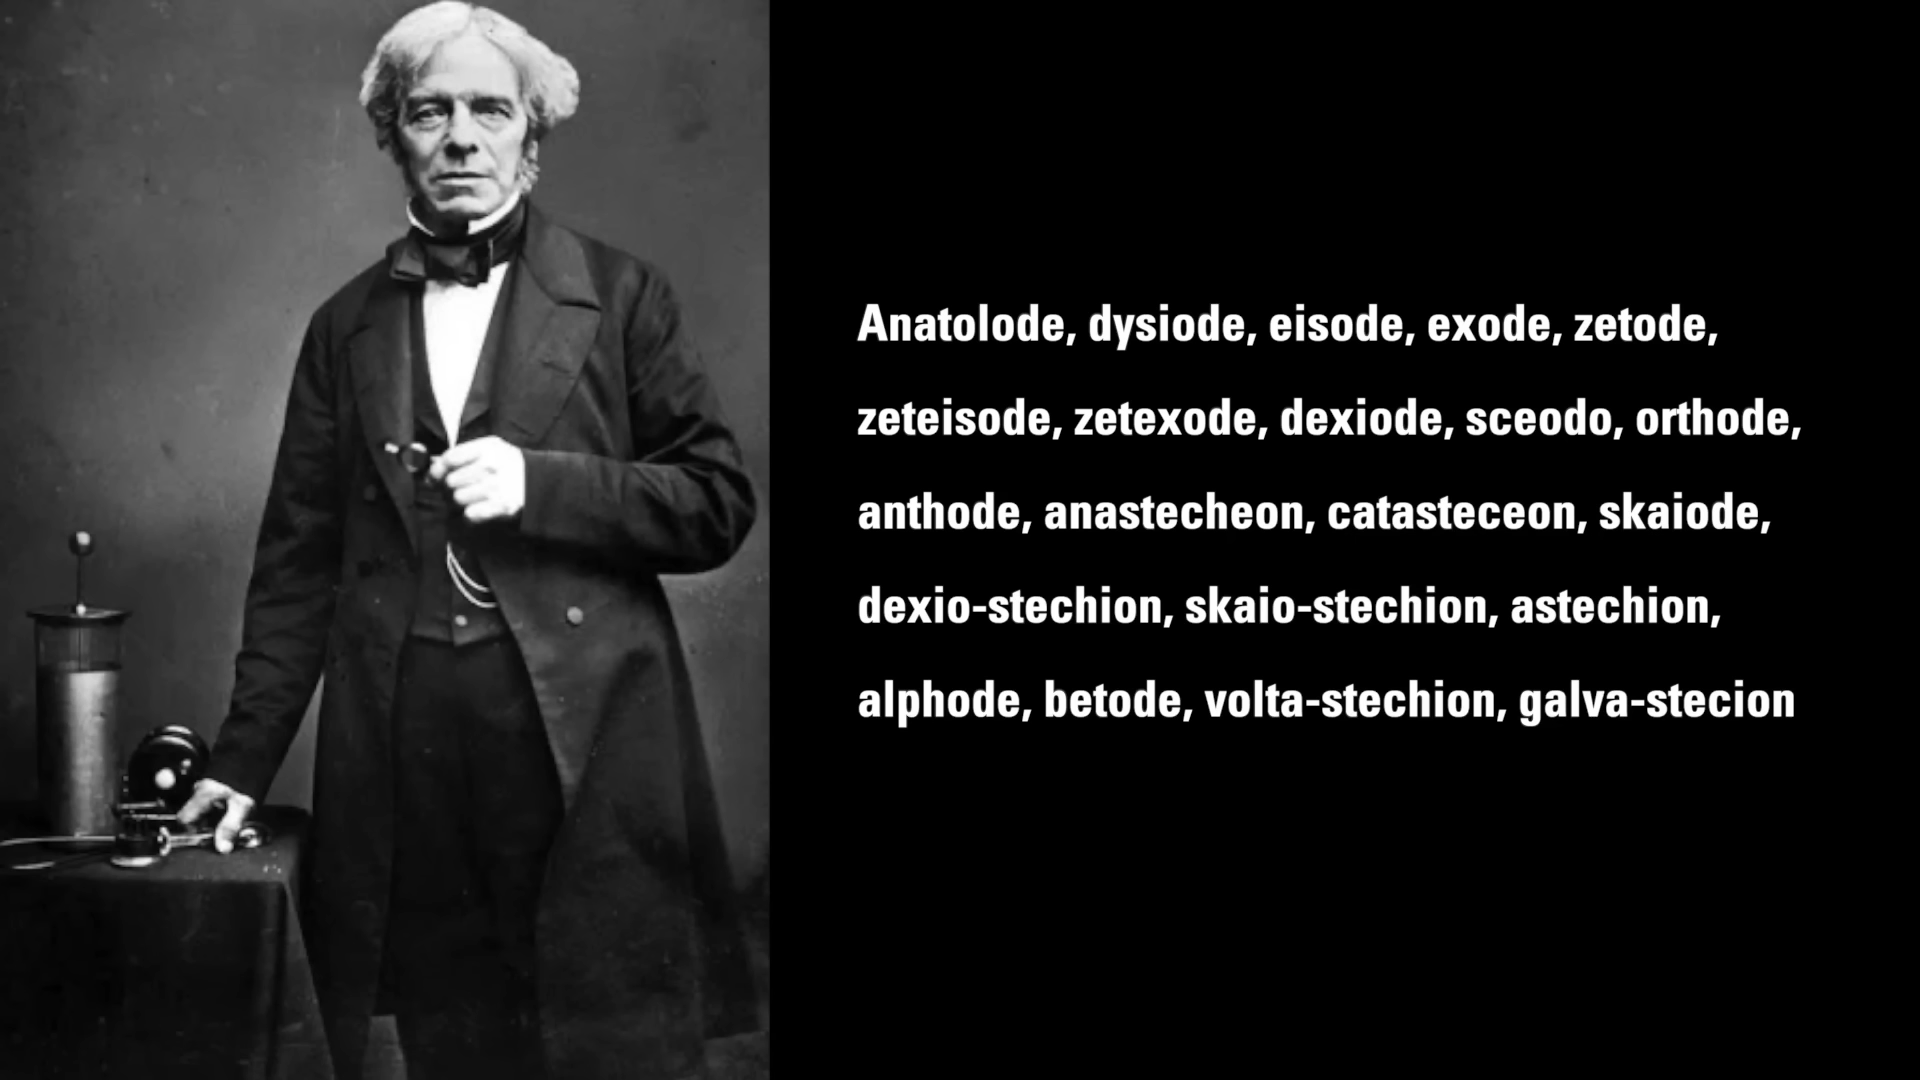 Anatolode, dysiode, eisode, exode, zetode,
zeteisode, zetexode, dexiode, sceodo, orthode,
anthode, anastecheon, catasteceon, skaiode,
dexio-stechion, skaio-stechion, astechion,
alphode, betode, volta-stechion, galva-stecion